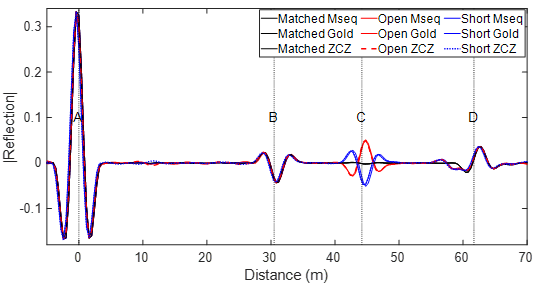 Matched Mseq Open Mseq Short Mseq
Matched Gold Open Gold Short Gold
Matched ZCZ Open ZCZ Short ZCZ
0.3
0.2
0.1
0
-0.1
|Reflection|
A B C D
0 10 20 30 40 50 60 70
Distance (m)